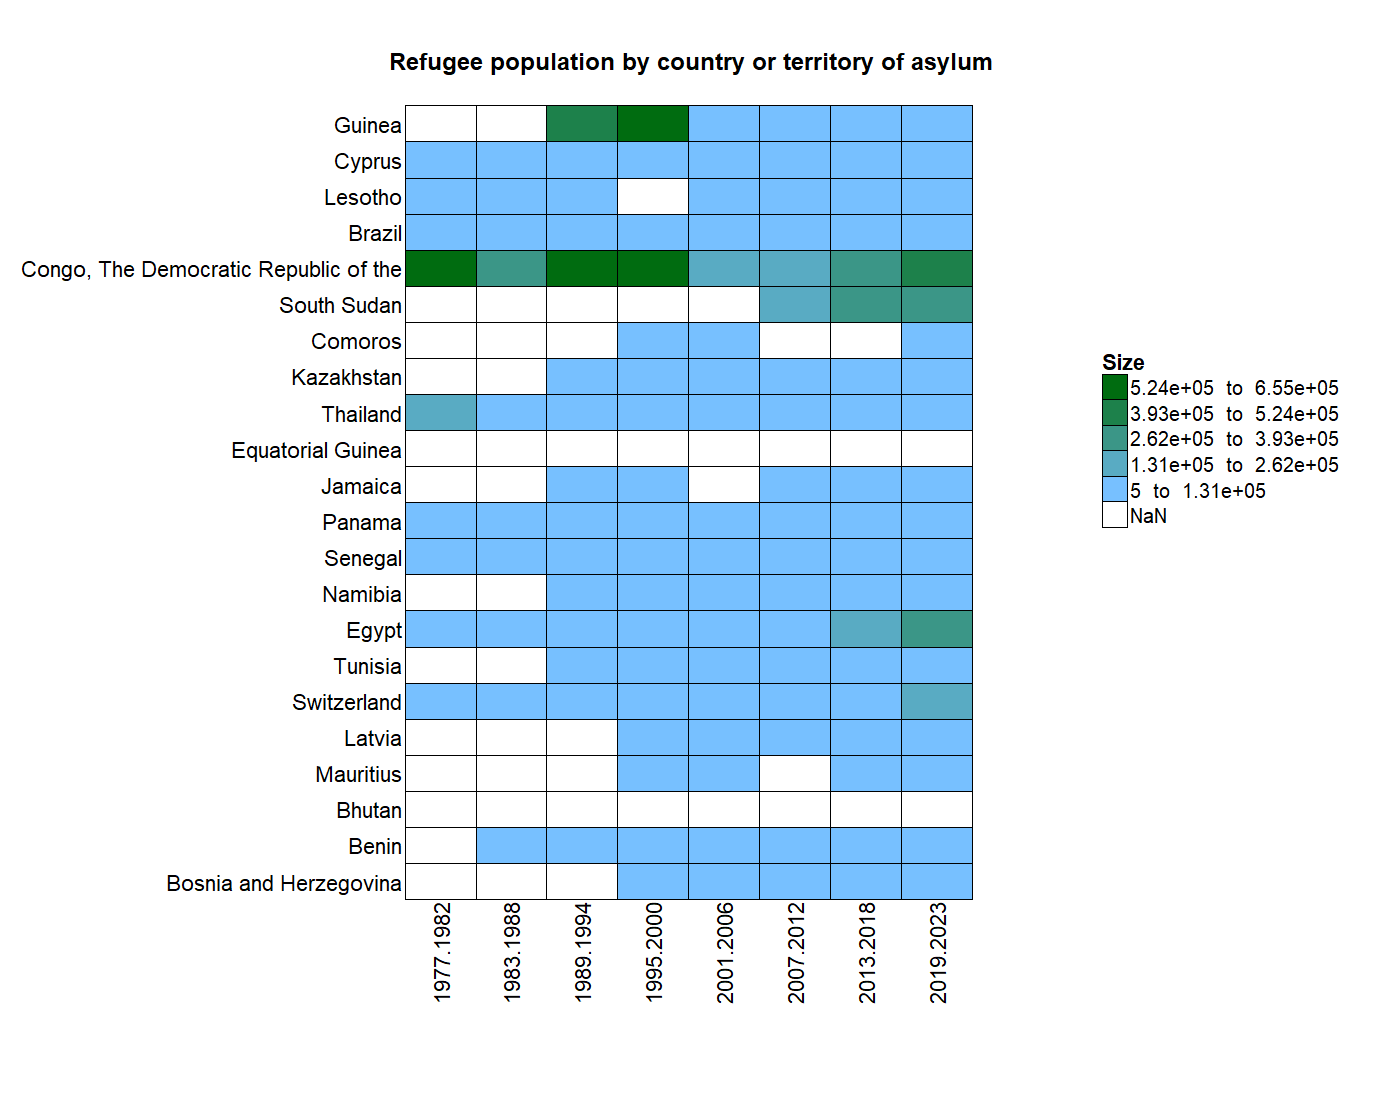 Refugee population by country or territory of asylum
Guinea
Cyprus
Lesotho
Brazil
Congo, The Democratic Republic of the
South Sudan
Comoros
Kazakhstan
Thailand
Equatorial Guinea
Jamaica
Panama
Senegal
Namibia
Egypt
Tunisia
Switzerland
Latvia
Mauritius
Bhutan
Benin
Bosnia and Herzegovina
1977.1982
1983.1988
1989.1994
1995.2000
2001.2006
2007.2012
2013.2018
2019.2023
Size
5.24e+05 to 6.55e+05
3.93e+05 to 5.24e+05
2.62e+05 to 3.93e+05
1.31e+05 to 2.62e+05
5 to 1.31e+05
NaN